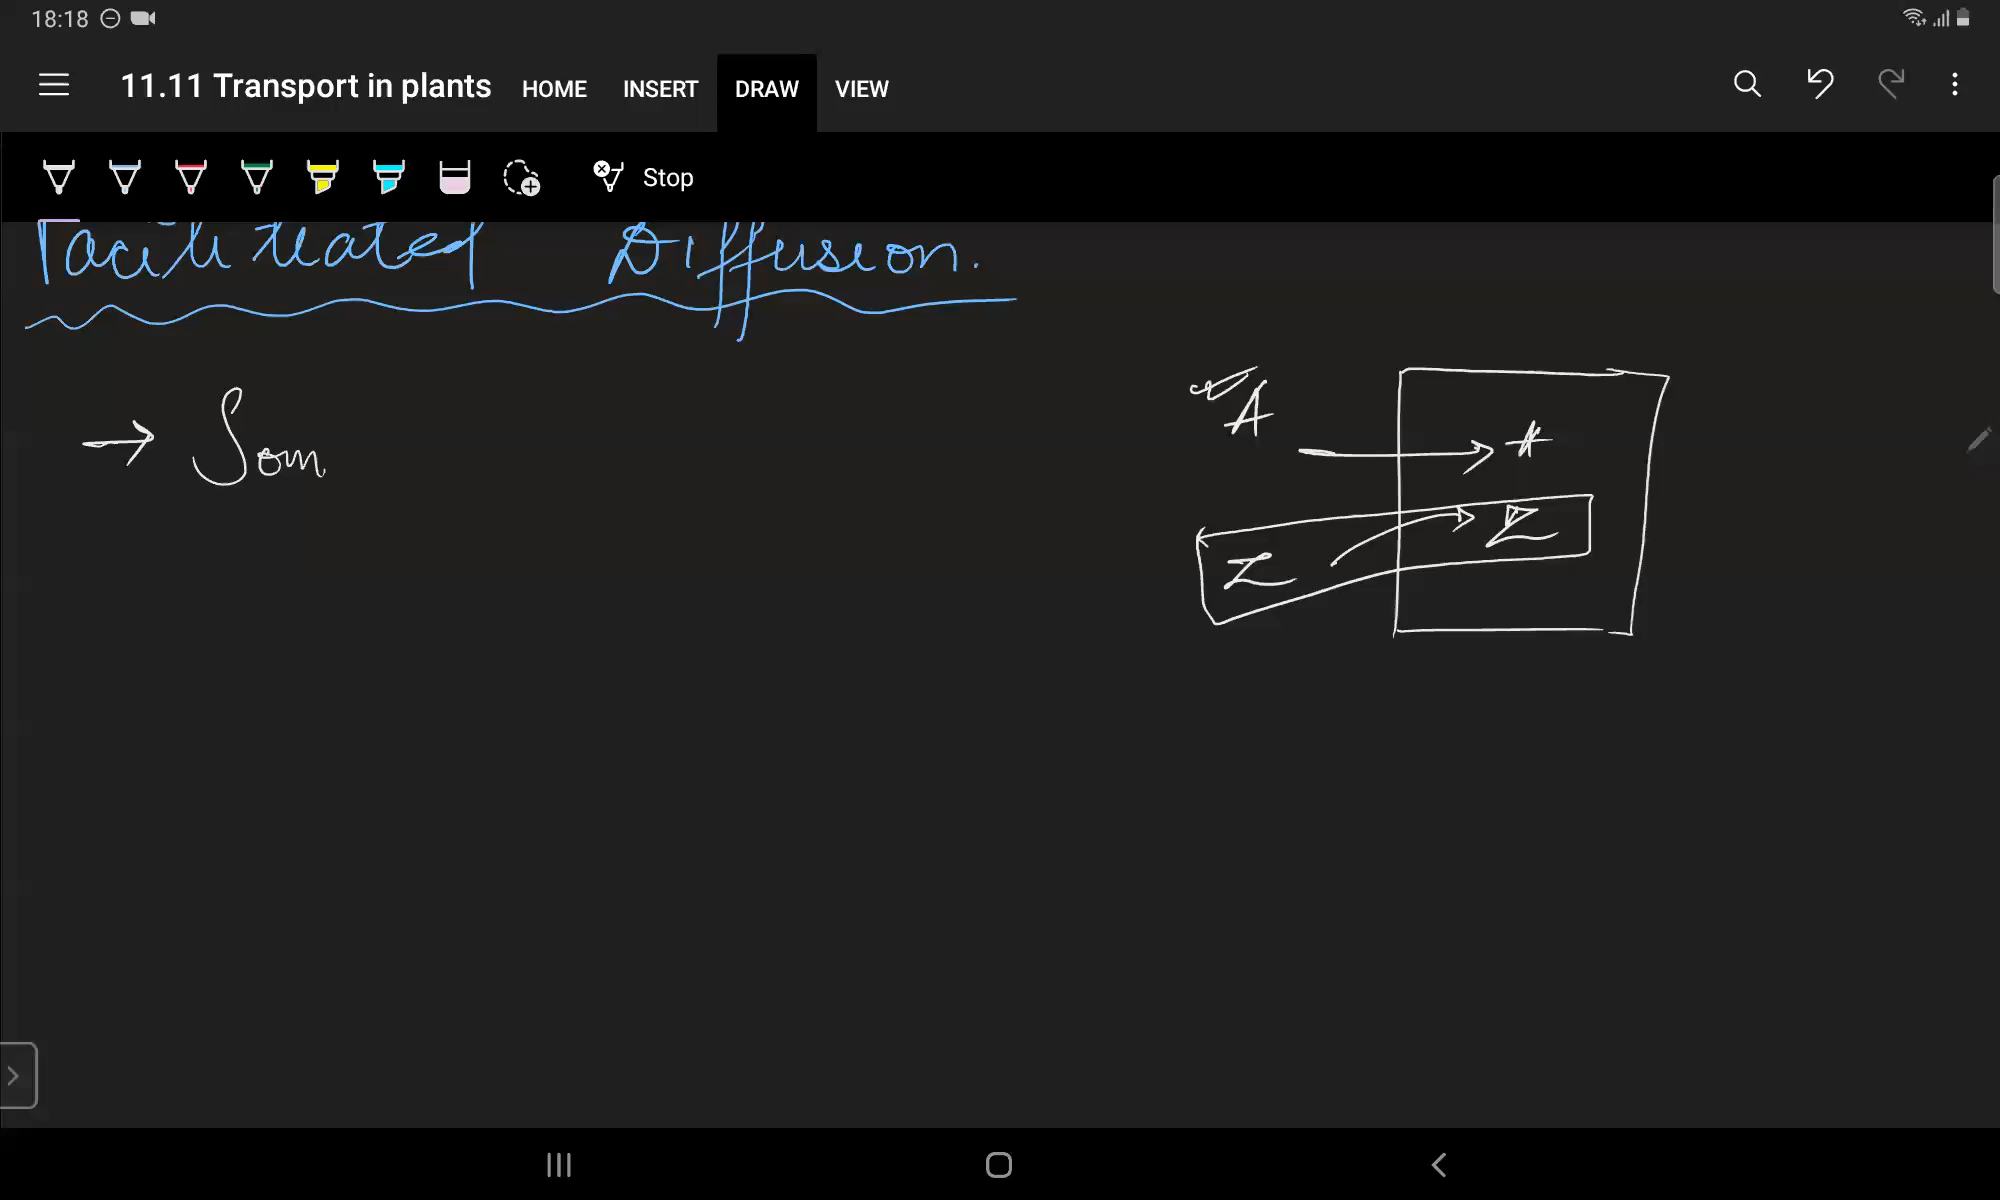 18:18
11.11 Transport in plants HOME INSERT DRAW VIEW
Stop
Facilitated Diffusion.
→ Som
A
A
Z
Z